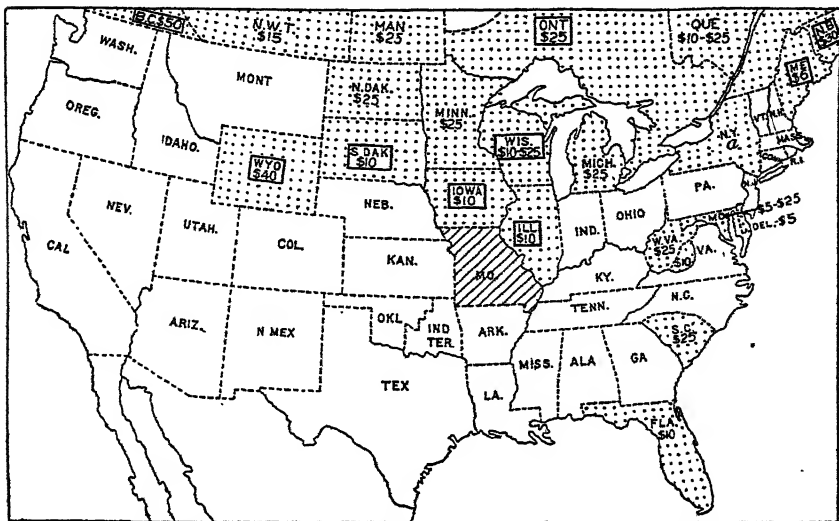 B.C $50
N.W.T.
$15
MAN
$25
ONT
$25
QUE
$10-$25
N.B.
$30
ME
WASH.
MONT
N.DAK.
$25
MINN.
$25
WIS.
$10-$25
MICH.
$25
N.Y.
a
VT.
N.H.
MASS.
R.I.
OREG.
IDAHO.
WYO
$40
S.DAK
$10
IOWA
$10
ILL
$10
IND.
OHIO
PA.
N.J.
$5-$25
DEL.-$5
MD.
W.VA
$25
VA.
$10
NEV.
UTAH.
COL.
NEB.
KAN.
MO.
KY.
CAL
ARIZ.
N MEX
OKL
IND
TER.
ARK.
TENN.
N.C.
S.C.
$25
TEX
LA.
MISS.
ALA
GA
FLA.
$10